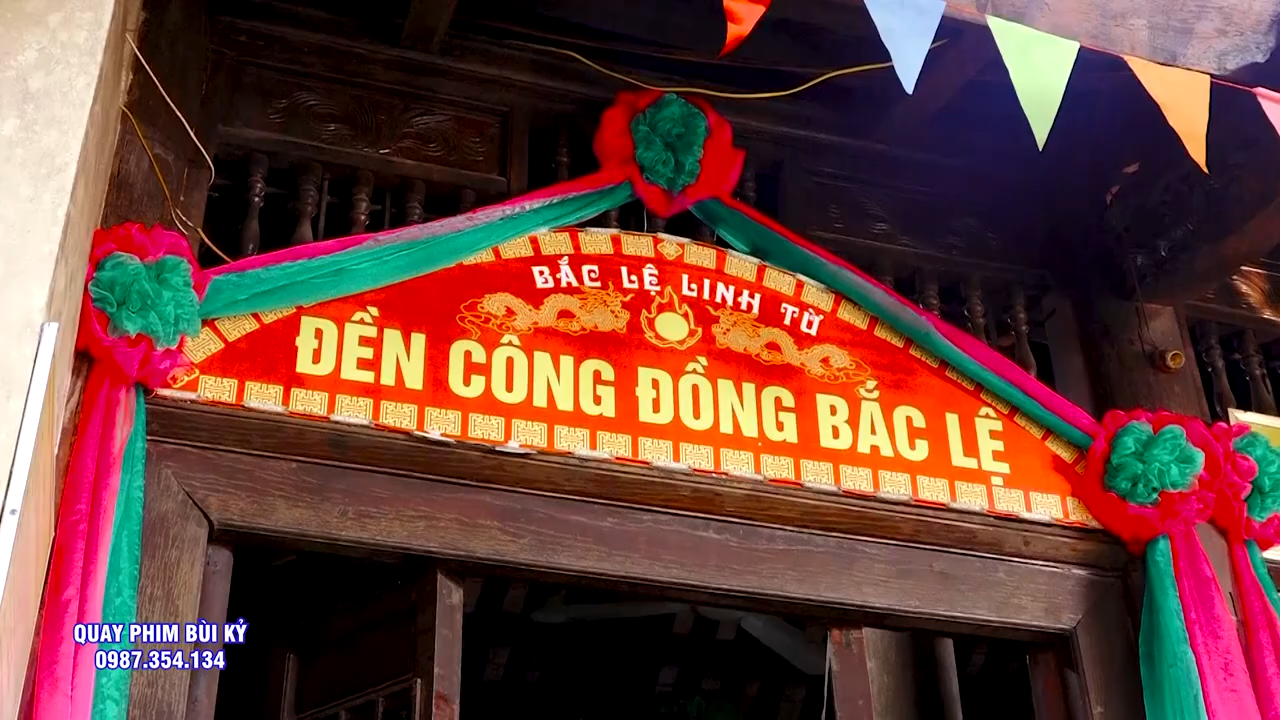 BẮC LỆ LINH TỪ
ĐỀN CÔNG ĐỒNG BẮC LỆ
QUAY PHIM BÙI KỶ
0987.354.134